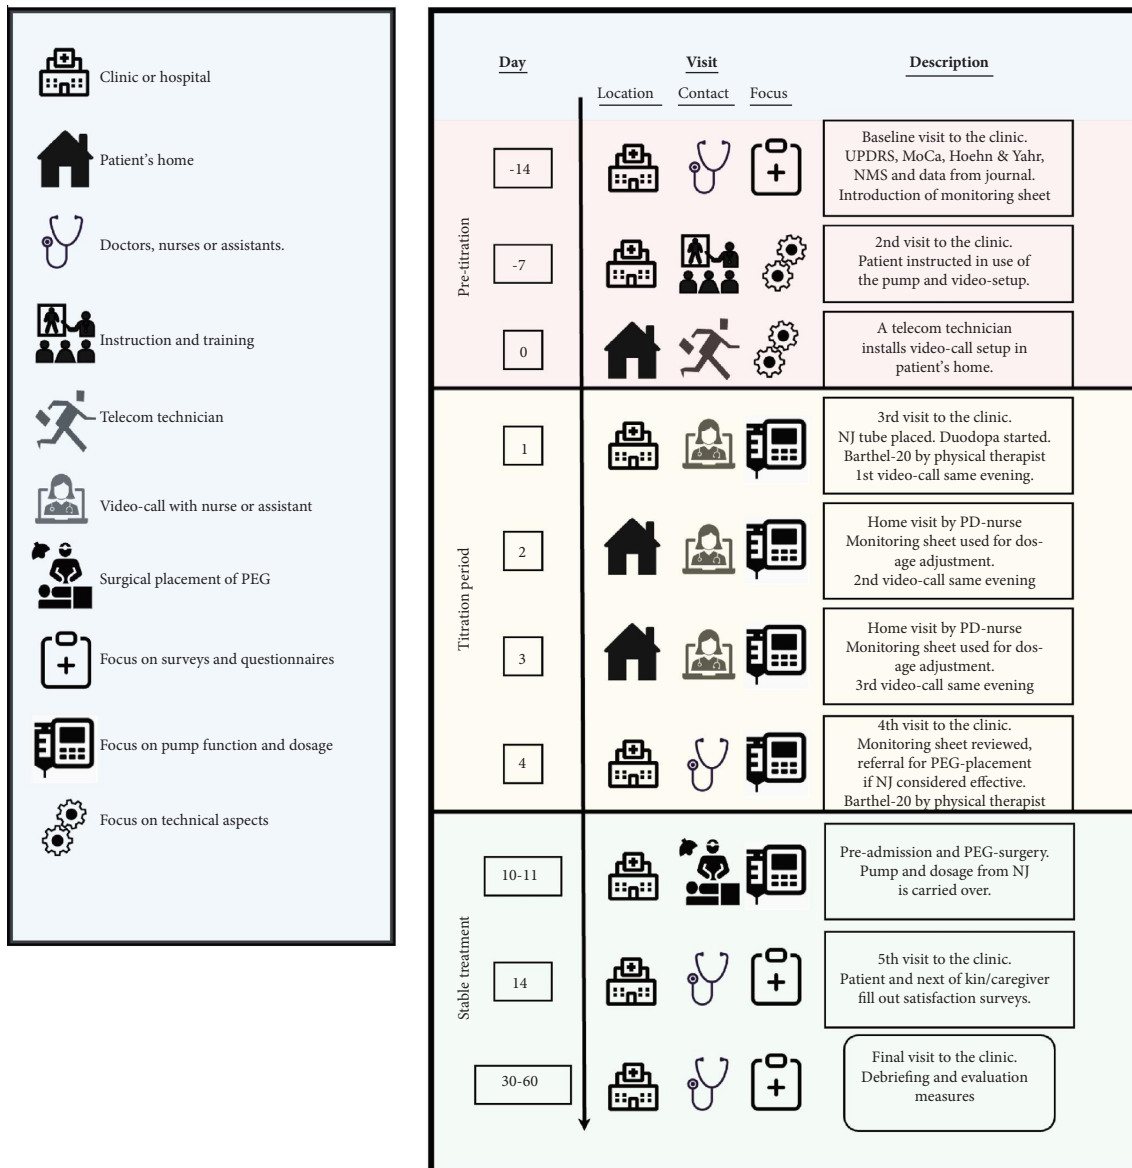 Clinic or hospital
Patient's home
Doctors, nurses or assistants.
Instruction and training
Telecom technician
Video-call with nurse or assistant
Surgical placement of PEG
Focus on surveys and questionnaires
Focus on pump function and dosage
Focus on technical aspects
Day
Visit
Description
Location
Contact
Focus
Pre-titration
-14
Baseline visit to the clinic.
UPDRS, MoCa, Hoehn & Yahr,
NMS and data from journal.
Introduction of monitoring sheet
-7
2nd visit to the clinic.
Patient instructed in use of
the pump and video-setup.
0
A telecom technician
installs video-call setup in
patient's home.
Titration period
1
3rd visit to the clinic.
NJ tube placed. Duodopa started.
Barthel-20 by physical therapist
1st video-call same evening.
2
Home visit by PD-nurse
Monitoring sheet used for dos-
age adjustment.
2nd video-call same evening
3
Home visit by PD-nurse
Monitoring sheet used for dos-
age adjustment.
3rd video-call same evening
4
4th visit to the clinic.
Monitoring sheet reviewed,
referral for PEG-placement
if NJ considered effective.
Barthel-20 by physical therapist
Stable treatment
10-11
Pre-admission and PEG-surgery.
Pump and dosage from NJ
is carried over.
14
5th visit to the clinic.
Patient and next of kin/caregiver
fill out satisfaction surveys.
30-60
Final visit to the clinic.
Debriefing and evaluation
measures